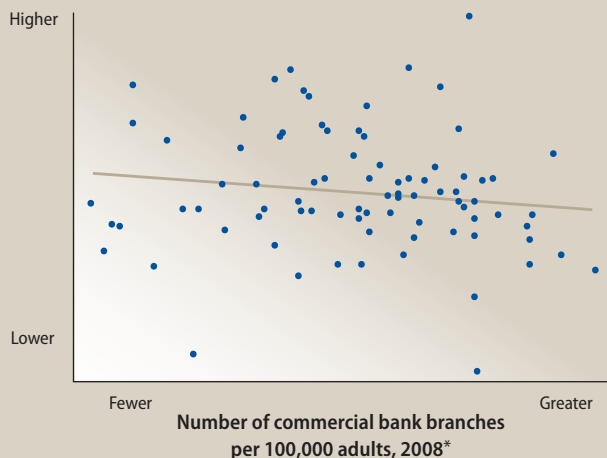 Higher
Lower
Fewer
Greater
Number of commercial bank branches
per 100,000 adults, 2008*